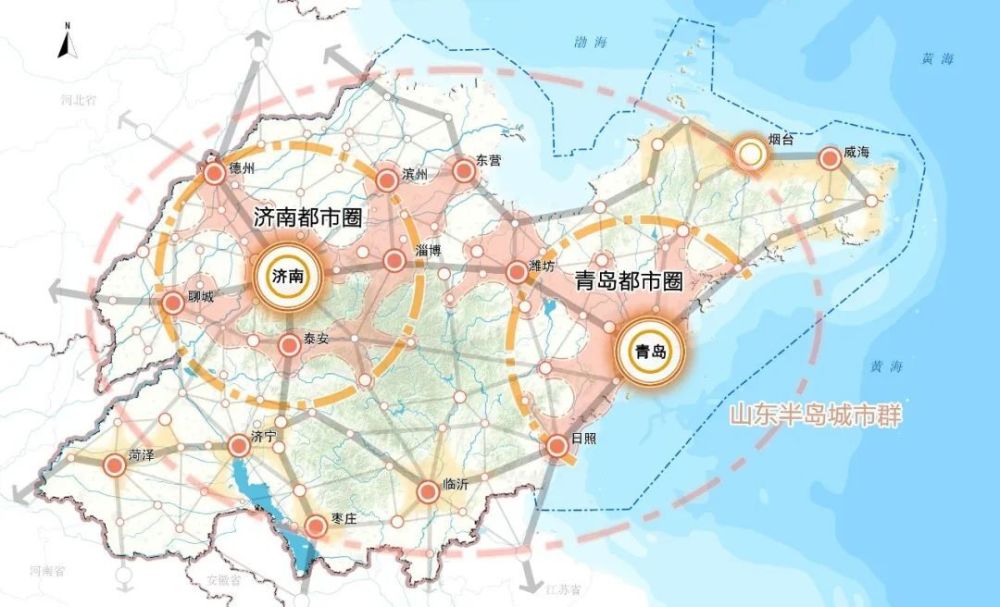 N
渤海
黄海
河北省
烟台
威海
东营
德州
滨州
济南都市圈
淄博
潍坊
济南
青岛都市圈
聊城
泰安
青岛
黄海
山东半岛城市群
日照
济宁
菏泽
临沂
枣庄
河南省
安徽省
江苏省